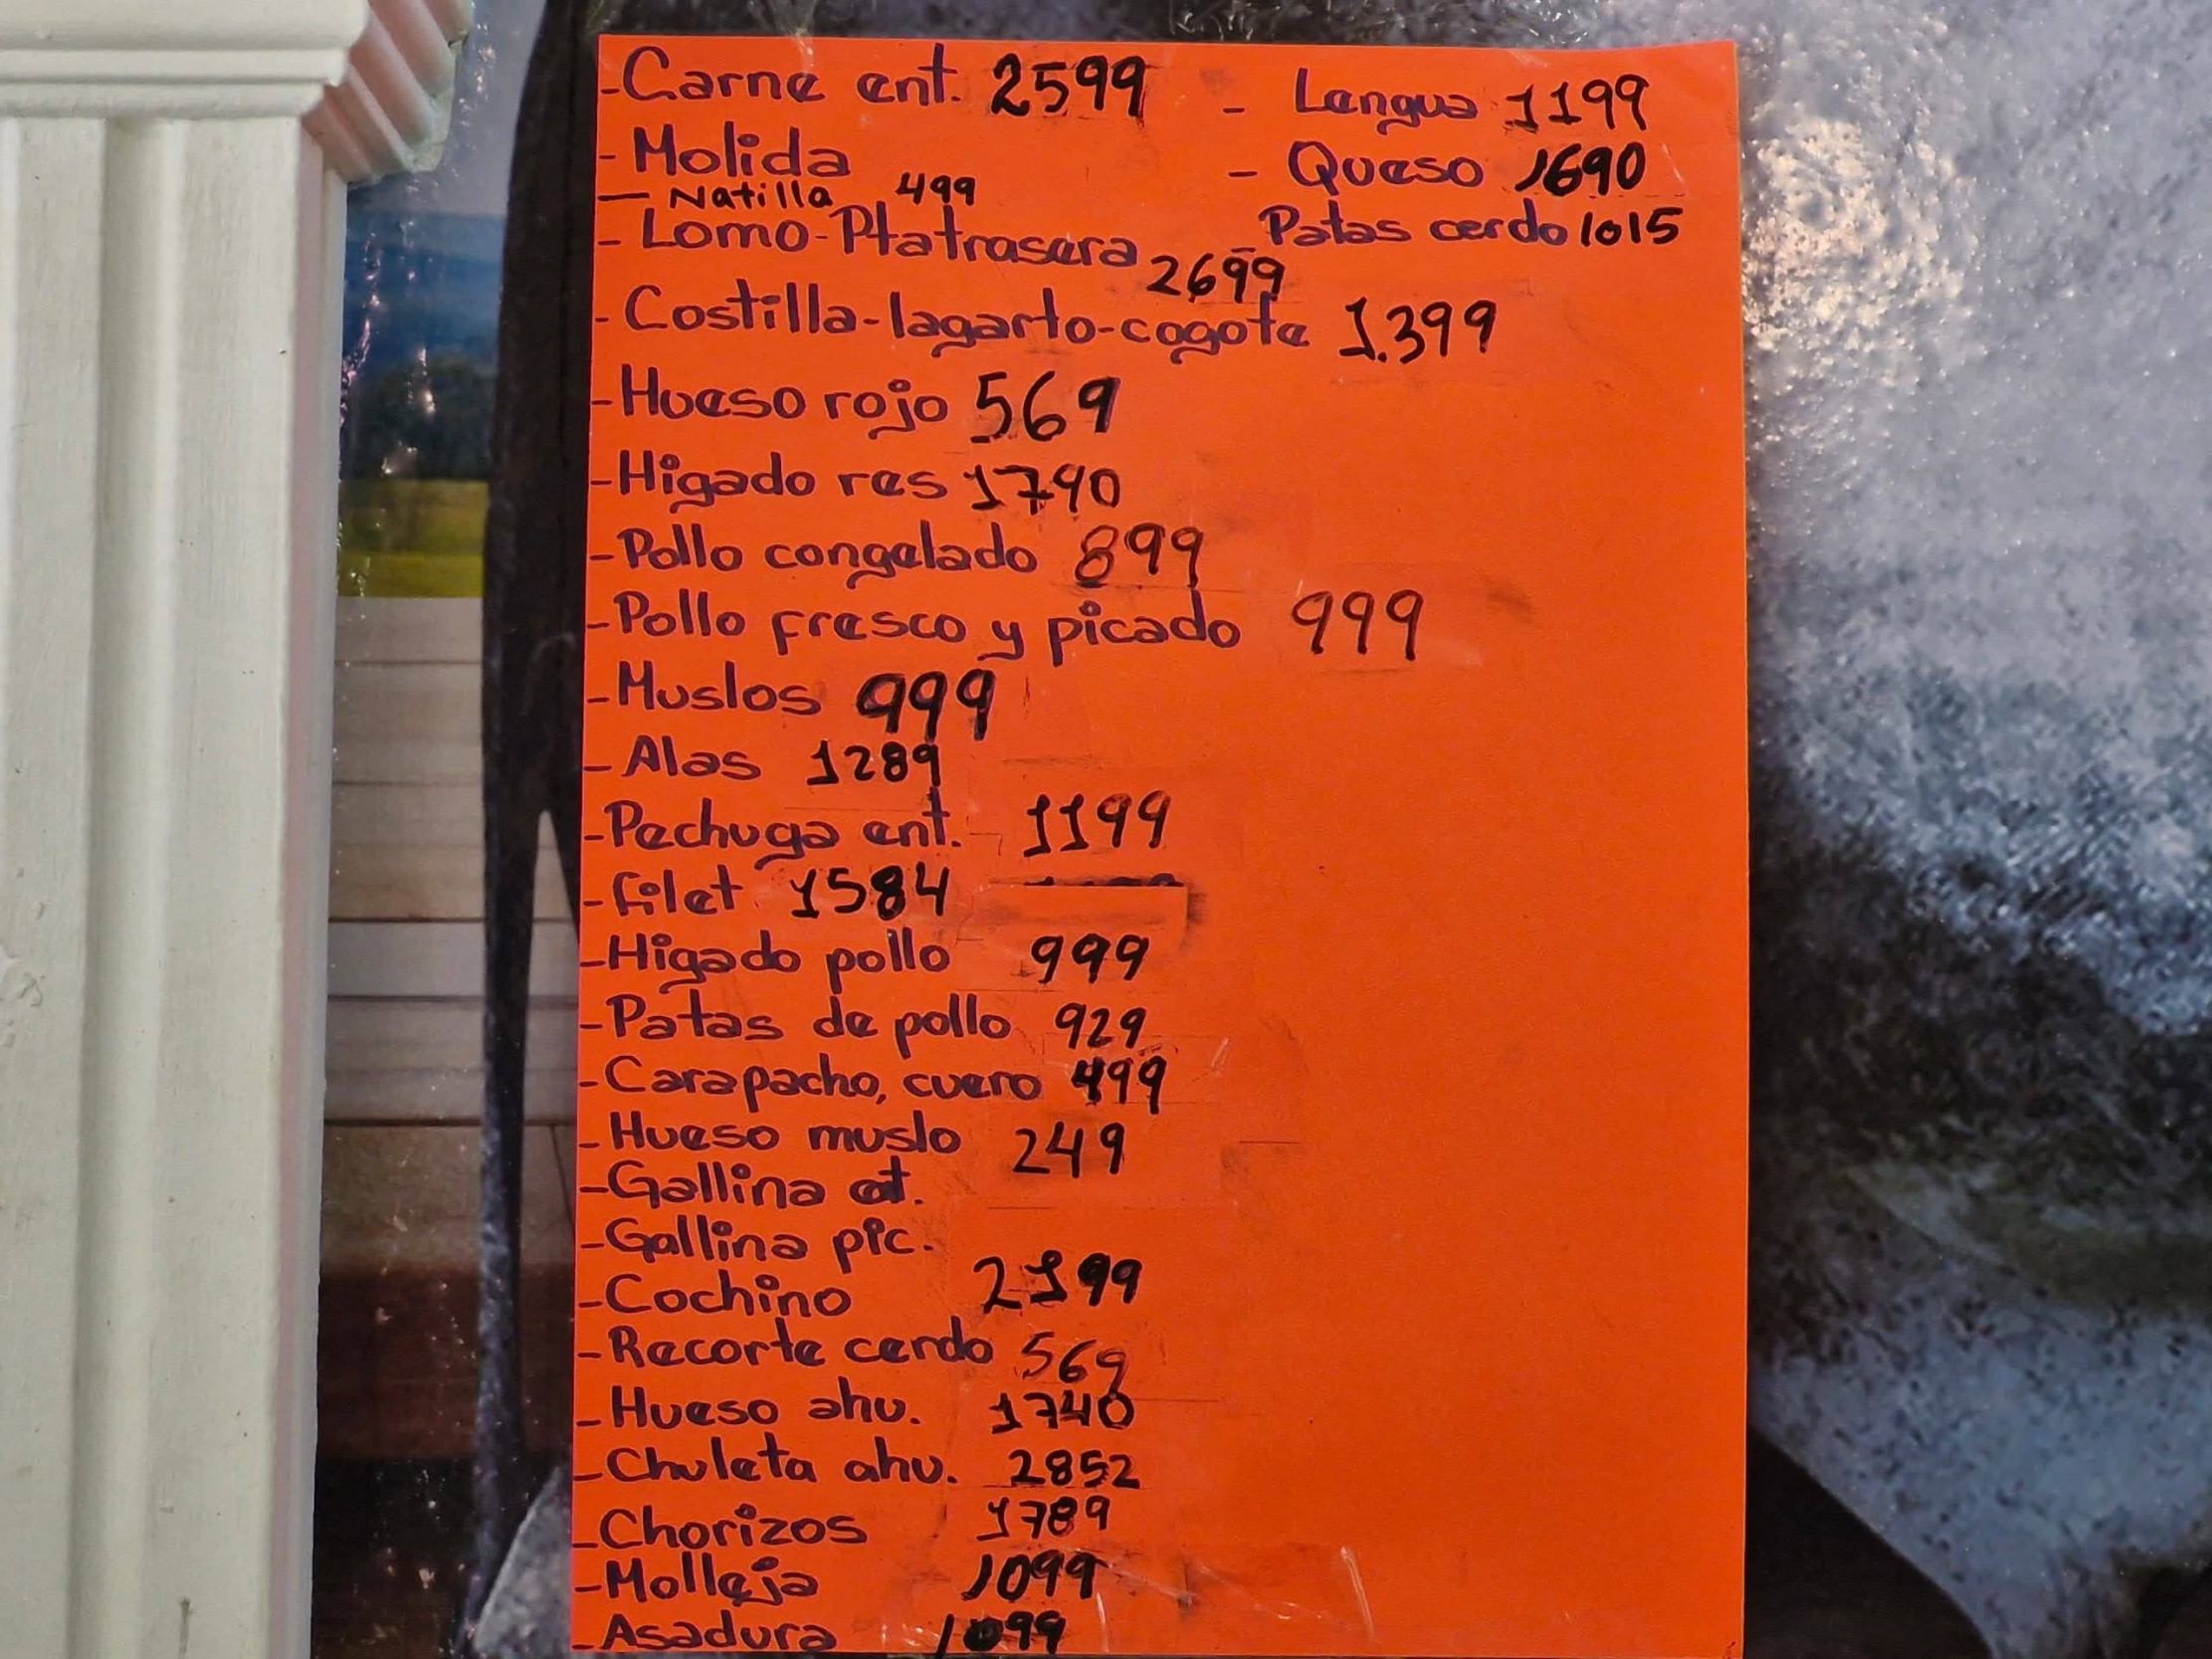 -Carne ent. 2599
-Molida
- Natilla 499
-Lomo-Ptatrasera 2699
-Costilla-lagarto-cogote 1.399
-Hueso rojo 569
-Higado res 1790
-Pollo congelado 899
-Pollo fresco y picado 999
-Muslos 999
-Alas 1289
-Pechuga ent. 1199
-filet 1584
-Higado pollo 999
-Patas de pollo 929
-Carapacho, cuero 499
-Hueso muslo 249
-Gallina et.
-Gallina pic.
-Cochino 2199
-Recorte cerdo 569
-Hueso ahu. 1740
-Chuleta ahu. 2852
-Chorizos 1789
-Molleja 1099
-Asadura 1099
- Lengua 1199
- Queso 1690
-Patas cerdo 1015